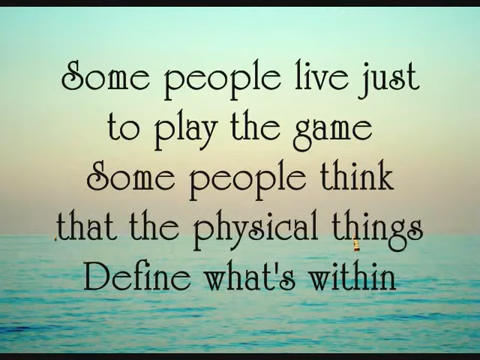 Some people live just
to play the game
Some people think
that the physical things
Define what's within